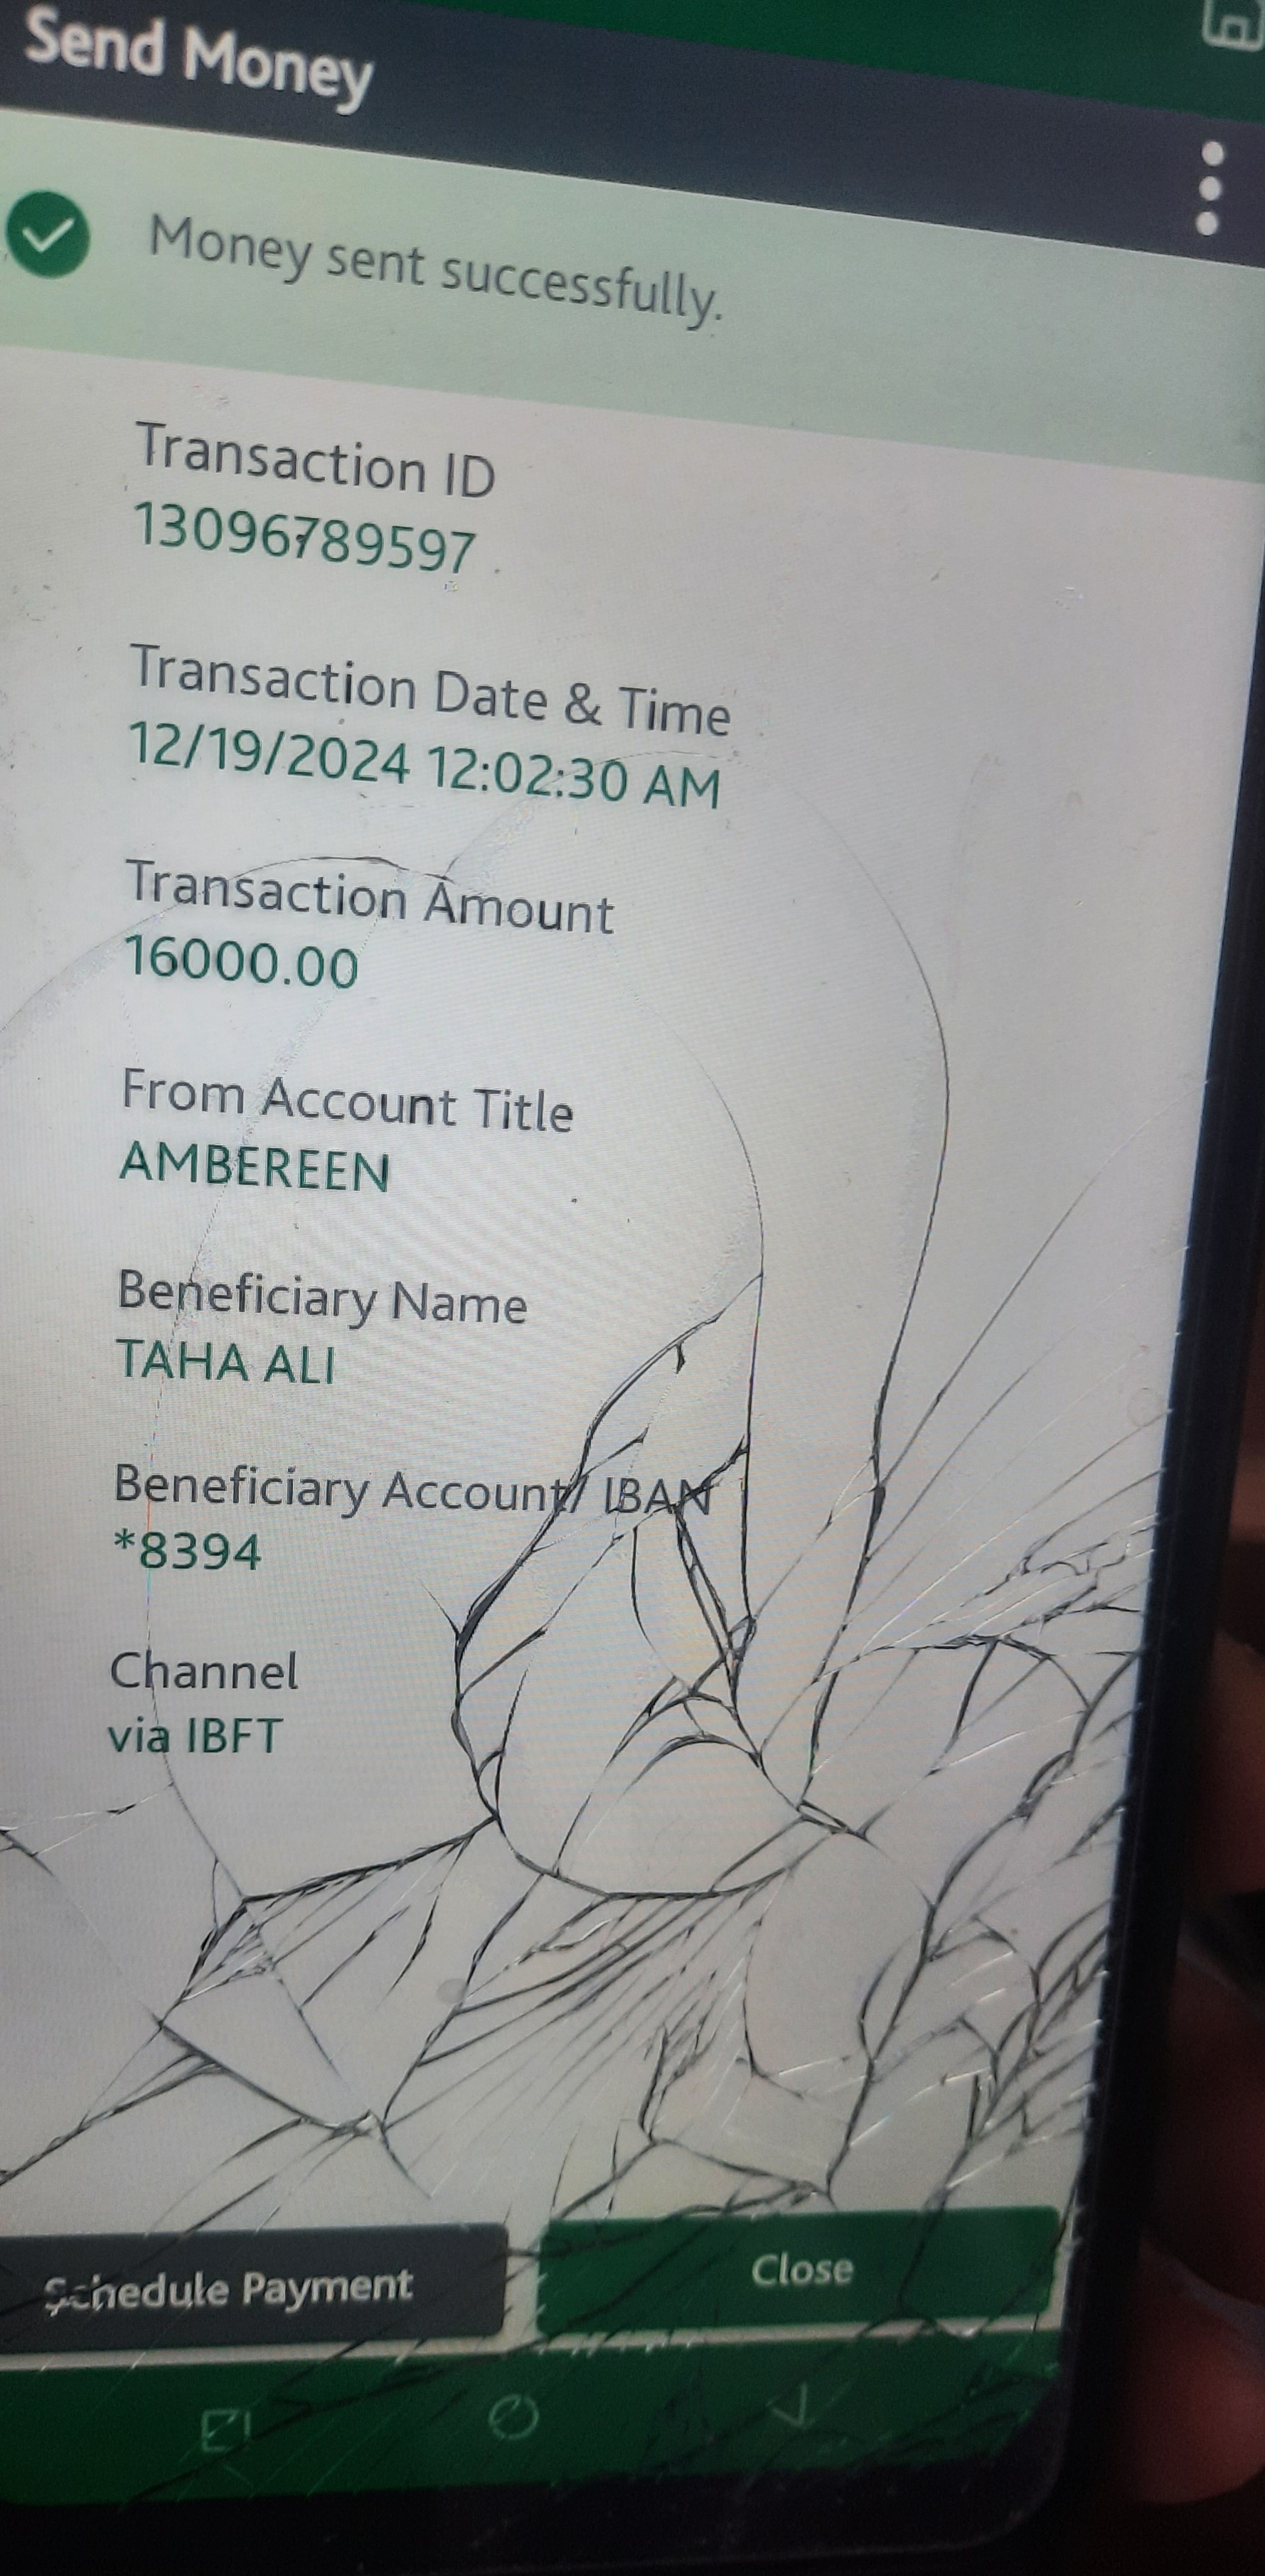 Send Money
Money sent successfully.
Transaction ID
13096789597
Transaction Date & Time
12/19/2024 12:02:30 AM
Transaction Amount
16000.00
From Account Title
AMBEREEN
Beneficiary Name
TAHA ALI
Beneficiary Account/ IBAN
*8394
Channel
via IBFT
Schedule Payment
Close